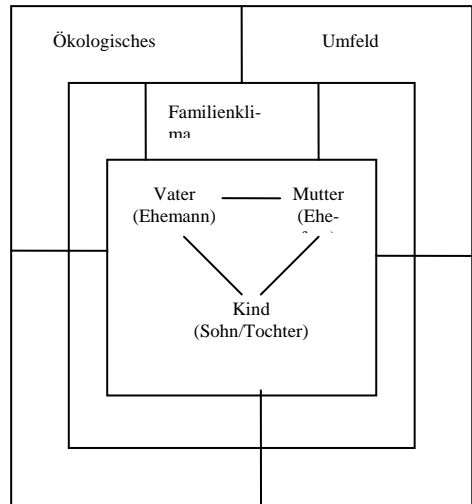 Ökologisches Umfeld
Familienkli-
ma
Vater Mutter
(Ehemann) (Ehe-
Kind
(Sohn/Tochter)